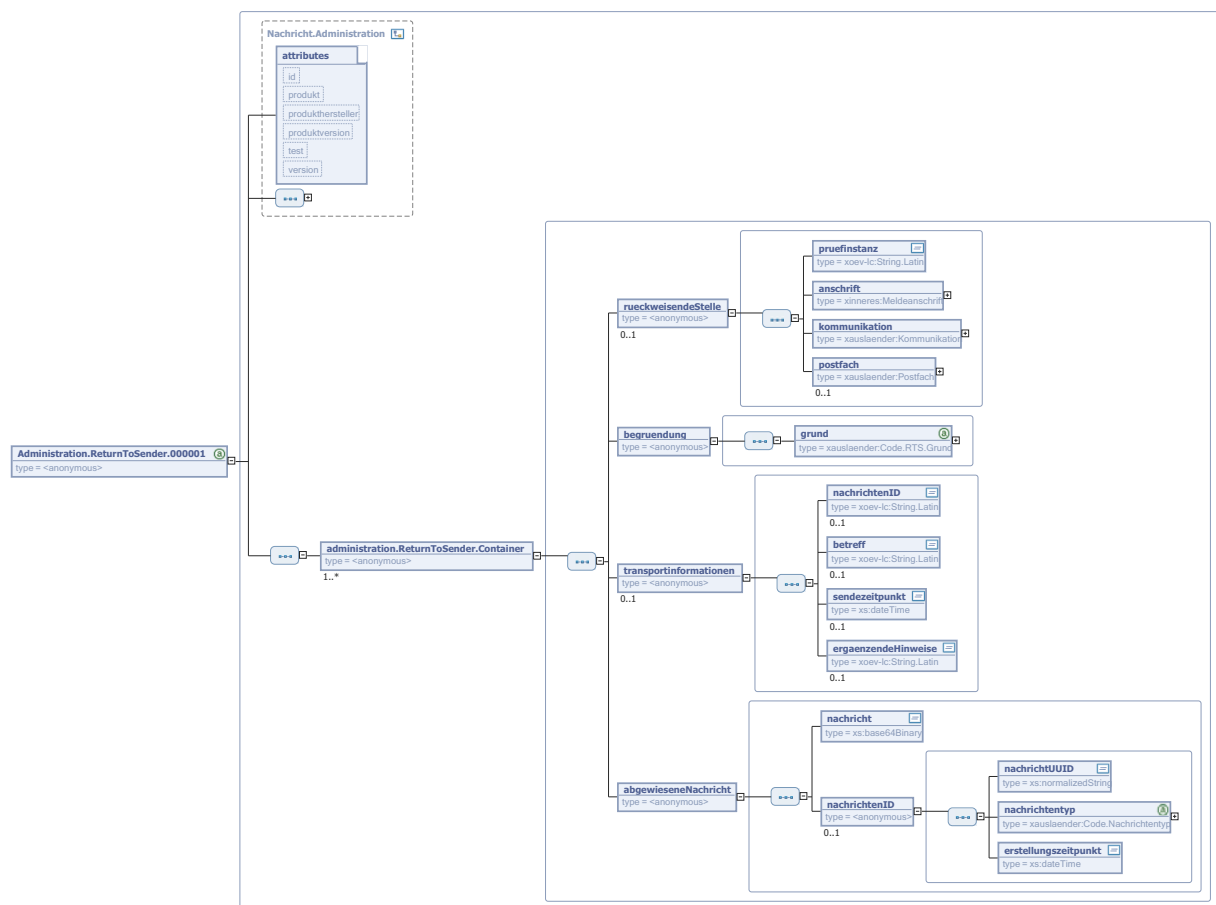 Nachricht.Administration
attributes
id
produkt
produkthersteller
produktversion
test
version
Administration.ReturnToSender.000001
type = <anonymous>
administration.ReturnToSender.Container
type = <anonymous>
1..*
rueckweisendeStelle
type = <anonymous>
0..1
pruefinstanz
type = xoev-lc:String.Latin
anschrift
type = xinneres:Meldeanschrift
kommunikation
type = xauslaender:Kommunikation
postfach
type = xauslaender:Postfach
0..1
begruendung
type = <anonymous>
grund
type = xauslaender:Code.RTS.Grund
transportinformationen
type = <anonymous>
0..1
nachrichtenID
type = xoev-lc:String.Latin
0..1
betreff
type = xoev-lc:String.Latin
0..1
sendezeitpunkt
type = xs:dateTime
0..1
ergaenzendeHinweise
type = xoev-lc:String.Latin
0..1
abgewieseneNachricht
type = <anonymous>
nachricht
type = xs:base64Binary
nachrichtenID
type = <anonymous>
0..1
nachrichtUUID
type = xs:normalizedString
nachrichtentyp
type = xauslaender:Code.Nachrichtentyp
erstellungszeitpunkt
type = xs:dateTime